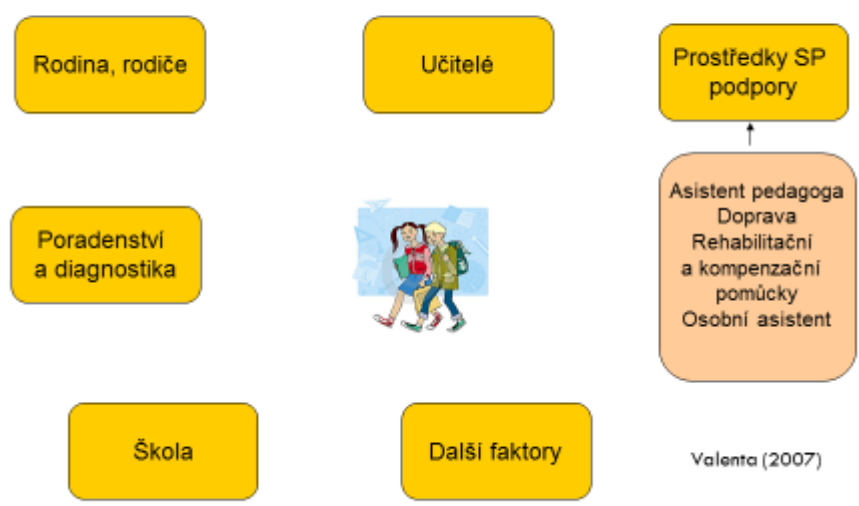 Rodina, rodiče
Učitelé
Prostředky SP
podpory
Asistent pedagoga
Doprava
Rehabilitační
a kompenzační
pomůcky
Osobní asistent
Poradenství
a diagnostika
Škola
Další faktory
Valenta (2007)